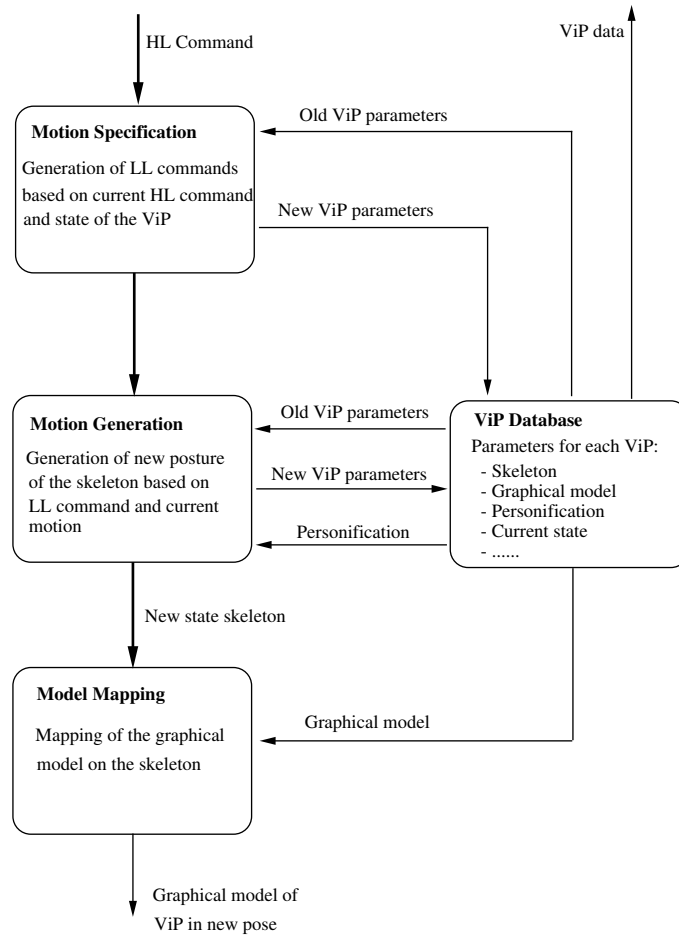 HL Command
ViP data
Motion Specification
Generation of LL commands
based on current HL command
and state of the ViP
Old ViP parameters
New ViP parameters
Motion Generation
Generation of new posture
of the skeleton based on
LL command and current
motion
Old ViP parameters
New ViP parameters
Personification
ViP Database
Parameters for each ViP:
- Skeleton
- Graphical model
- Personification
- Current state
- ......
New state skeleton
Model Mapping
Mapping of the graphical
model on the skeleton
Graphical model
Graphical model of
ViP in new pose